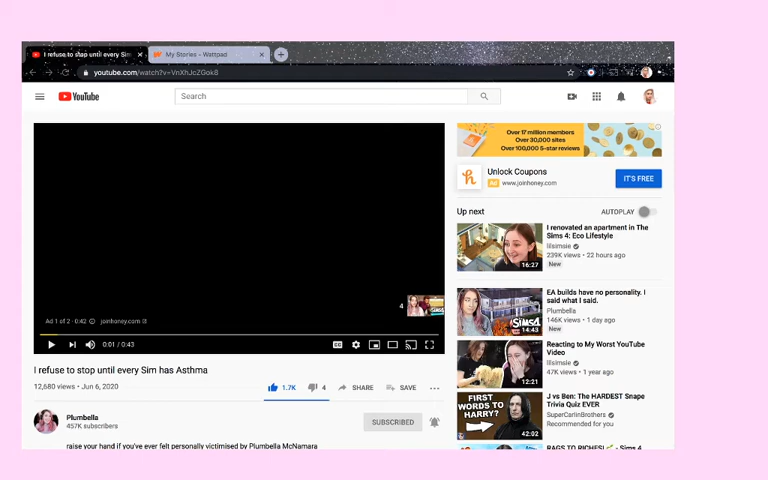 I refuse to stop until every Sim
My Stories - Wattpad
youtube.com/watch?v=VnXhJcZGok8
YouTube
Search
Over 17 million members
Over 30,000 sites
Over 100,000 5-star reviews
Unlock Coupons
Ad www.joinhoney.com
IT'S FREE
Up next
AUTOPLAY
I renovated an apartment in The
Sims 4: Eco Lifestyle
lilsimsie
239K views • 22 hours ago
New
16:27
EA builds have no personality. I
said what I said.
Plumbella
146K views • 1 day ago
New
SIMS4
14:43
Reacting to My Worst YouTube
Video
lilsimsie
47K views • 1 year ago
12:21
J vs Ben: The HARDEST Snape
Trivia Quiz EVER
SuperCarlinBrothers
Recommended for you
FIRST
WORDS TO
HARRY?
42:02
RAGS TO RICHES! - Sims 4
4
Ad 1 of 2 · 0:42
joinhoney.com
0:01 / 0:43
I refuse to stop until every Sim has Asthma
12,680 views • Jun 6, 2020
1.7K
4
SHARE
SAVE
Plumbella
457K subscribers
SUBSCRIBED
raise your hand if you've ever felt personally victimised by Plumbella McNamara